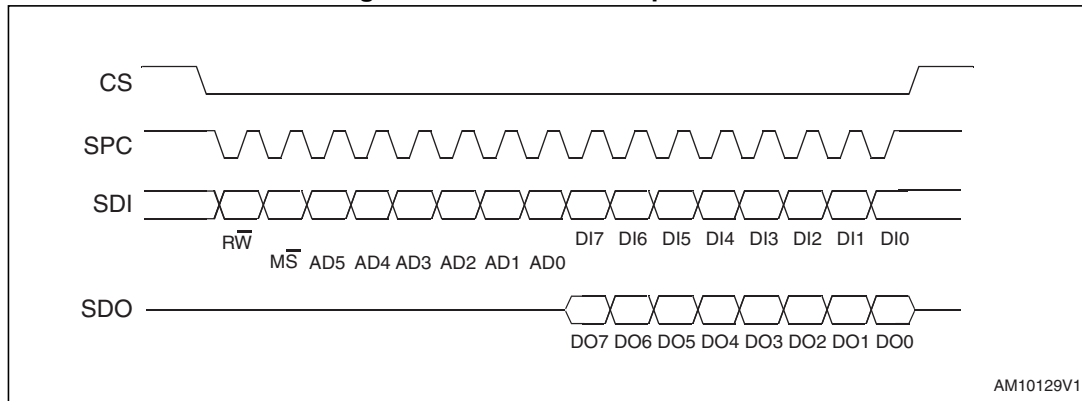 CS
SPC
SDI
RW̅ DI7 DI6 DI5 DI4 DI3 DI2 DI1 DI0
MS̅ AD5 AD4 AD3 AD2 AD1 AD0
SDO
DO7 DO6 DO5 DO4 DO3 DO2 DO1 DO0
AM10129V1